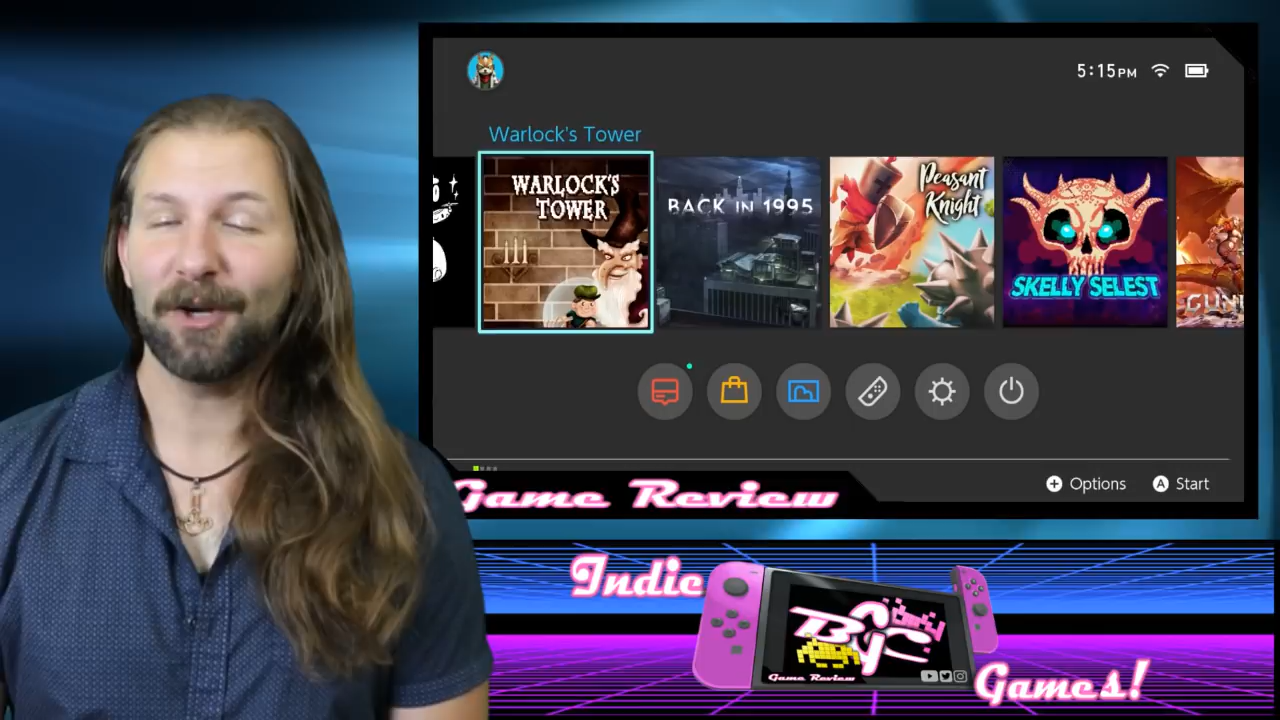 5:15PM
Warlock's Tower
WARLOCK'S
TOWER
BACK IN 1995
Peasant
Knight
SKELLY SELEST
Options
A Start
Game Review
Indie
Game Review
Games!